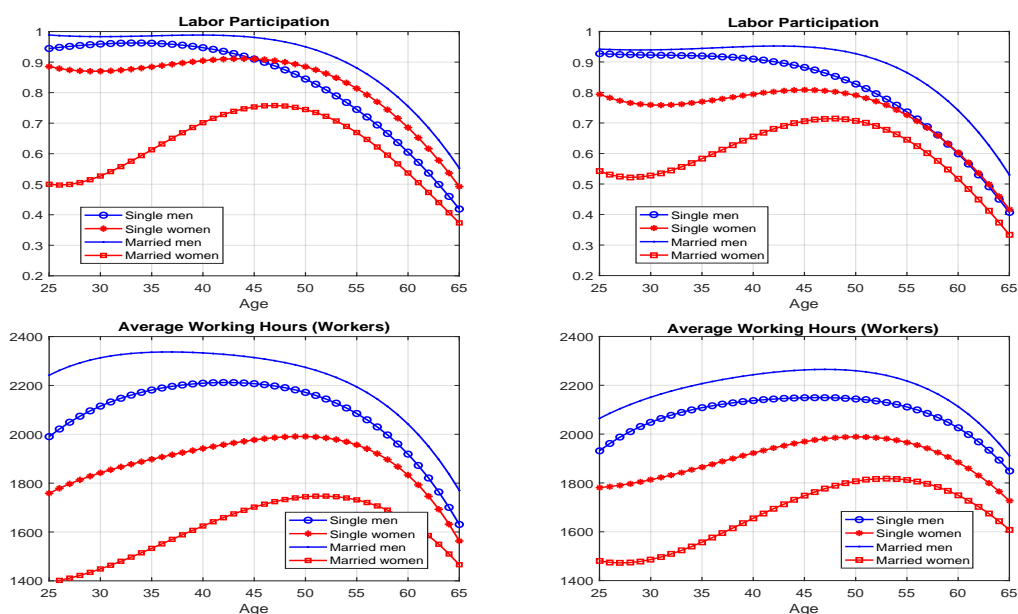 Labor Participation
1
0.9
0.8
0.7
0.6
0.5
0.4
0.3
0.2
Single men
Single women
Married men
Married women
25 30 35 40 45 50 55 60 65
Age
Labor Participation
1
0.9
0.8
0.7
0.6
0.5
0.4
0.3
0.2
Single men
Single women
Married men
Married women
25 30 35 40 45 50 55 60 65
Age
Average Working Hours (Workers)
2400
2200
2000
1800
1600
1400
Single men
Single women
Married men
Married women
25 30 35 40 45 50 55 60 65
Age
Average Working Hours (Workers)
2400
2200
2000
1800
1600
1400
Single men
Single women
Married men
Married women
25 30 35 40 45 50 55 60 65
Age